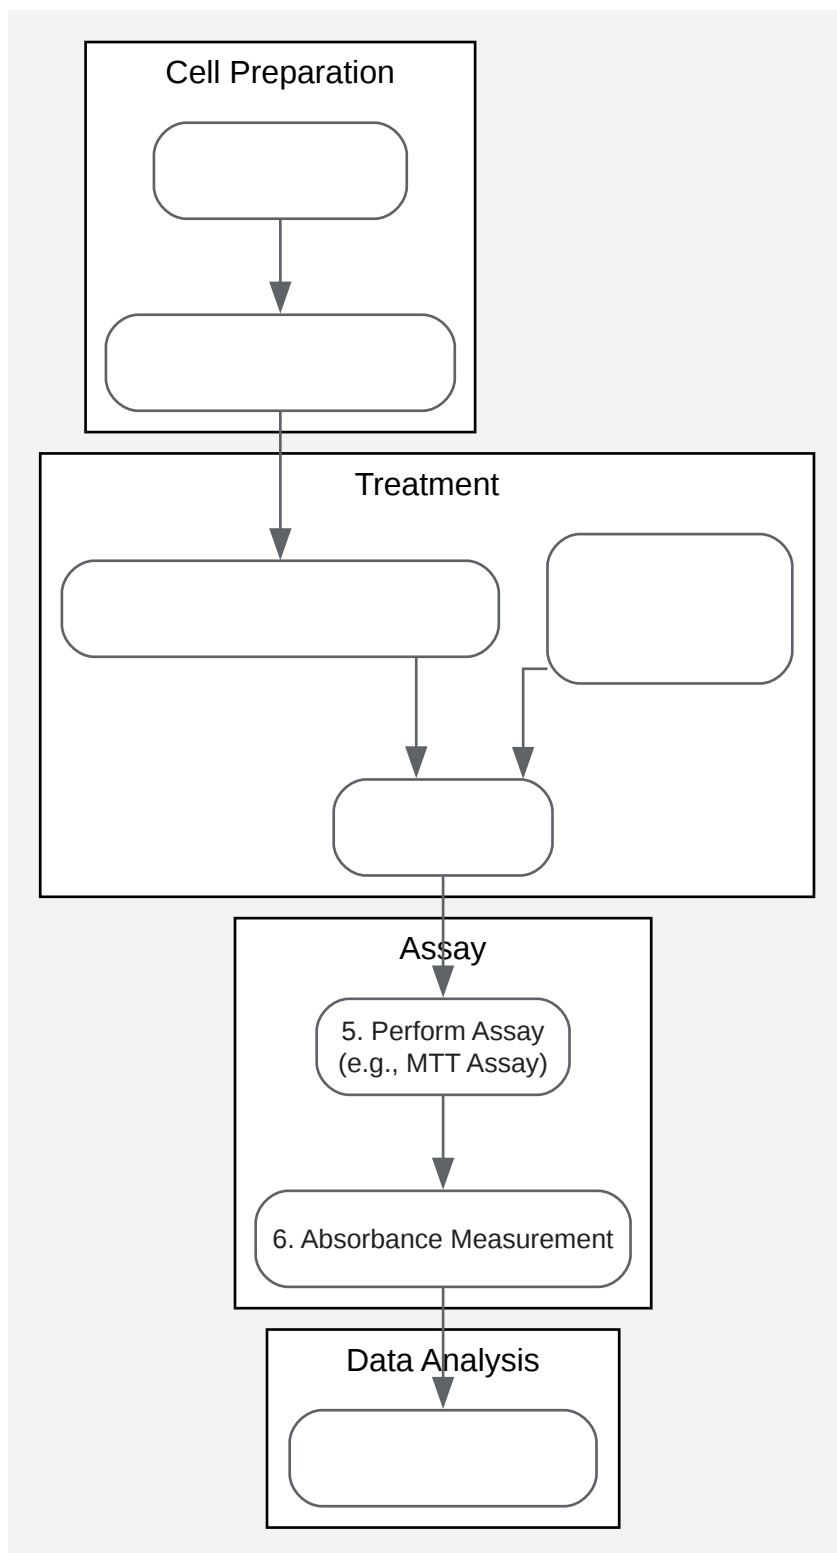 Cell Preparation
Treatment
Assay
5. Perform Assay
(e.g., MTT Assay)
6. Absorbance Measurement
Data Analysis